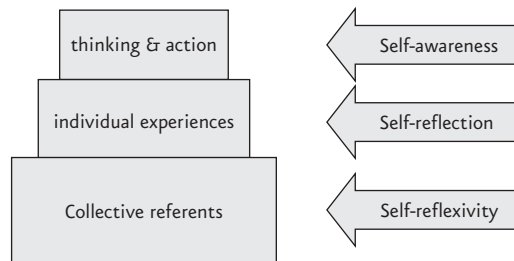 thinking & action
Self-awareness
individual experiences
Self-reflection
Collective referents
Self-reflexivity